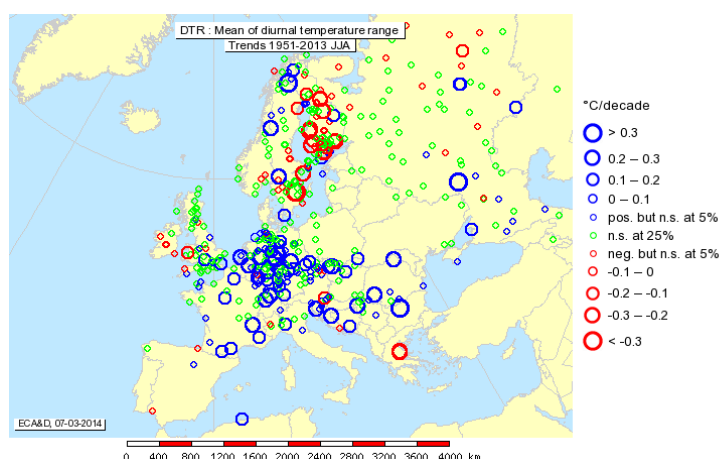 DTR : Mean of diurnal temperature range
Trends 1951-2013 JJA
°C/decade
> 0.3
0.2 – 0.3
0.1 – 0.2
0 – 0.1
pos. but n.s. at 5%
n.s. at 25%
neg. but n.s. at 5%
-0.1 – 0
-0.2 – -0.1
-0.3 – -0.2
< -0.3
ECA&D, 07-03-2014
0 400 800 1200 1600 2000 2400 2800 3200 3600 4000 km